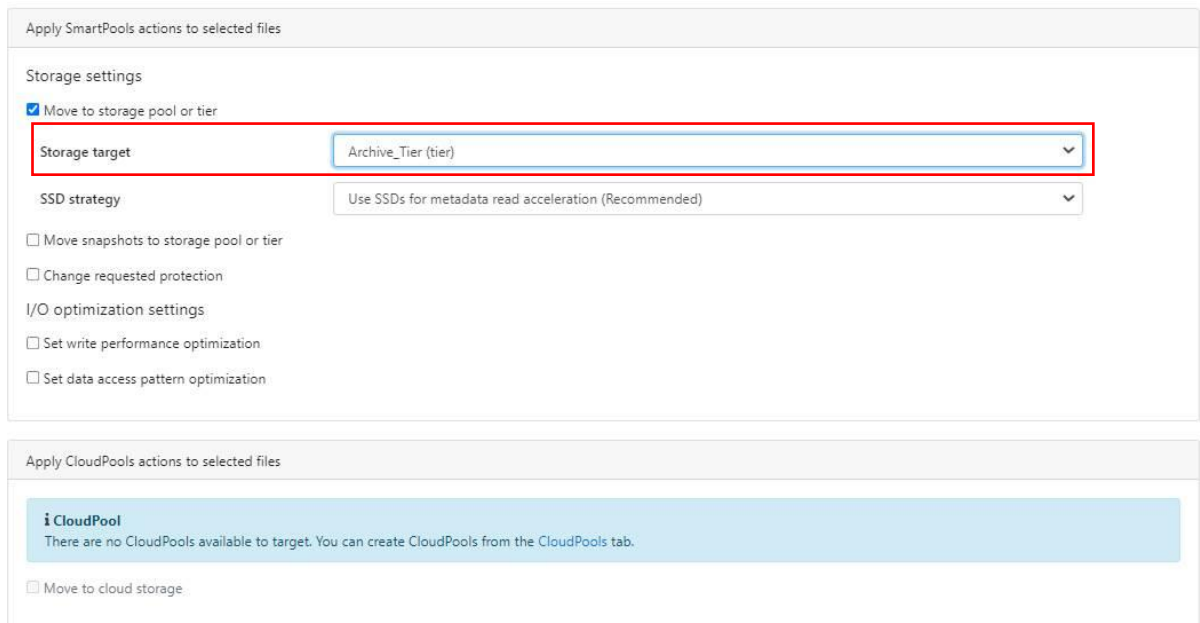 Apply SmartPools actions to selected files
Storage settings
Move to storage pool or tier
Storage target Archive_Tier (tier)
SSD strategy Use SSDs for metadata read acceleration (Recommended)
Move snapshots to storage pool or tier
Change requested protection
I/O optimization settings
Set write performance optimization
Set data access pattern optimization
Apply CloudPools actions to selected files
i CloudPool
There are no CloudPools available to target. You can create CloudPools from the CloudPools tab.
Move to cloud storage